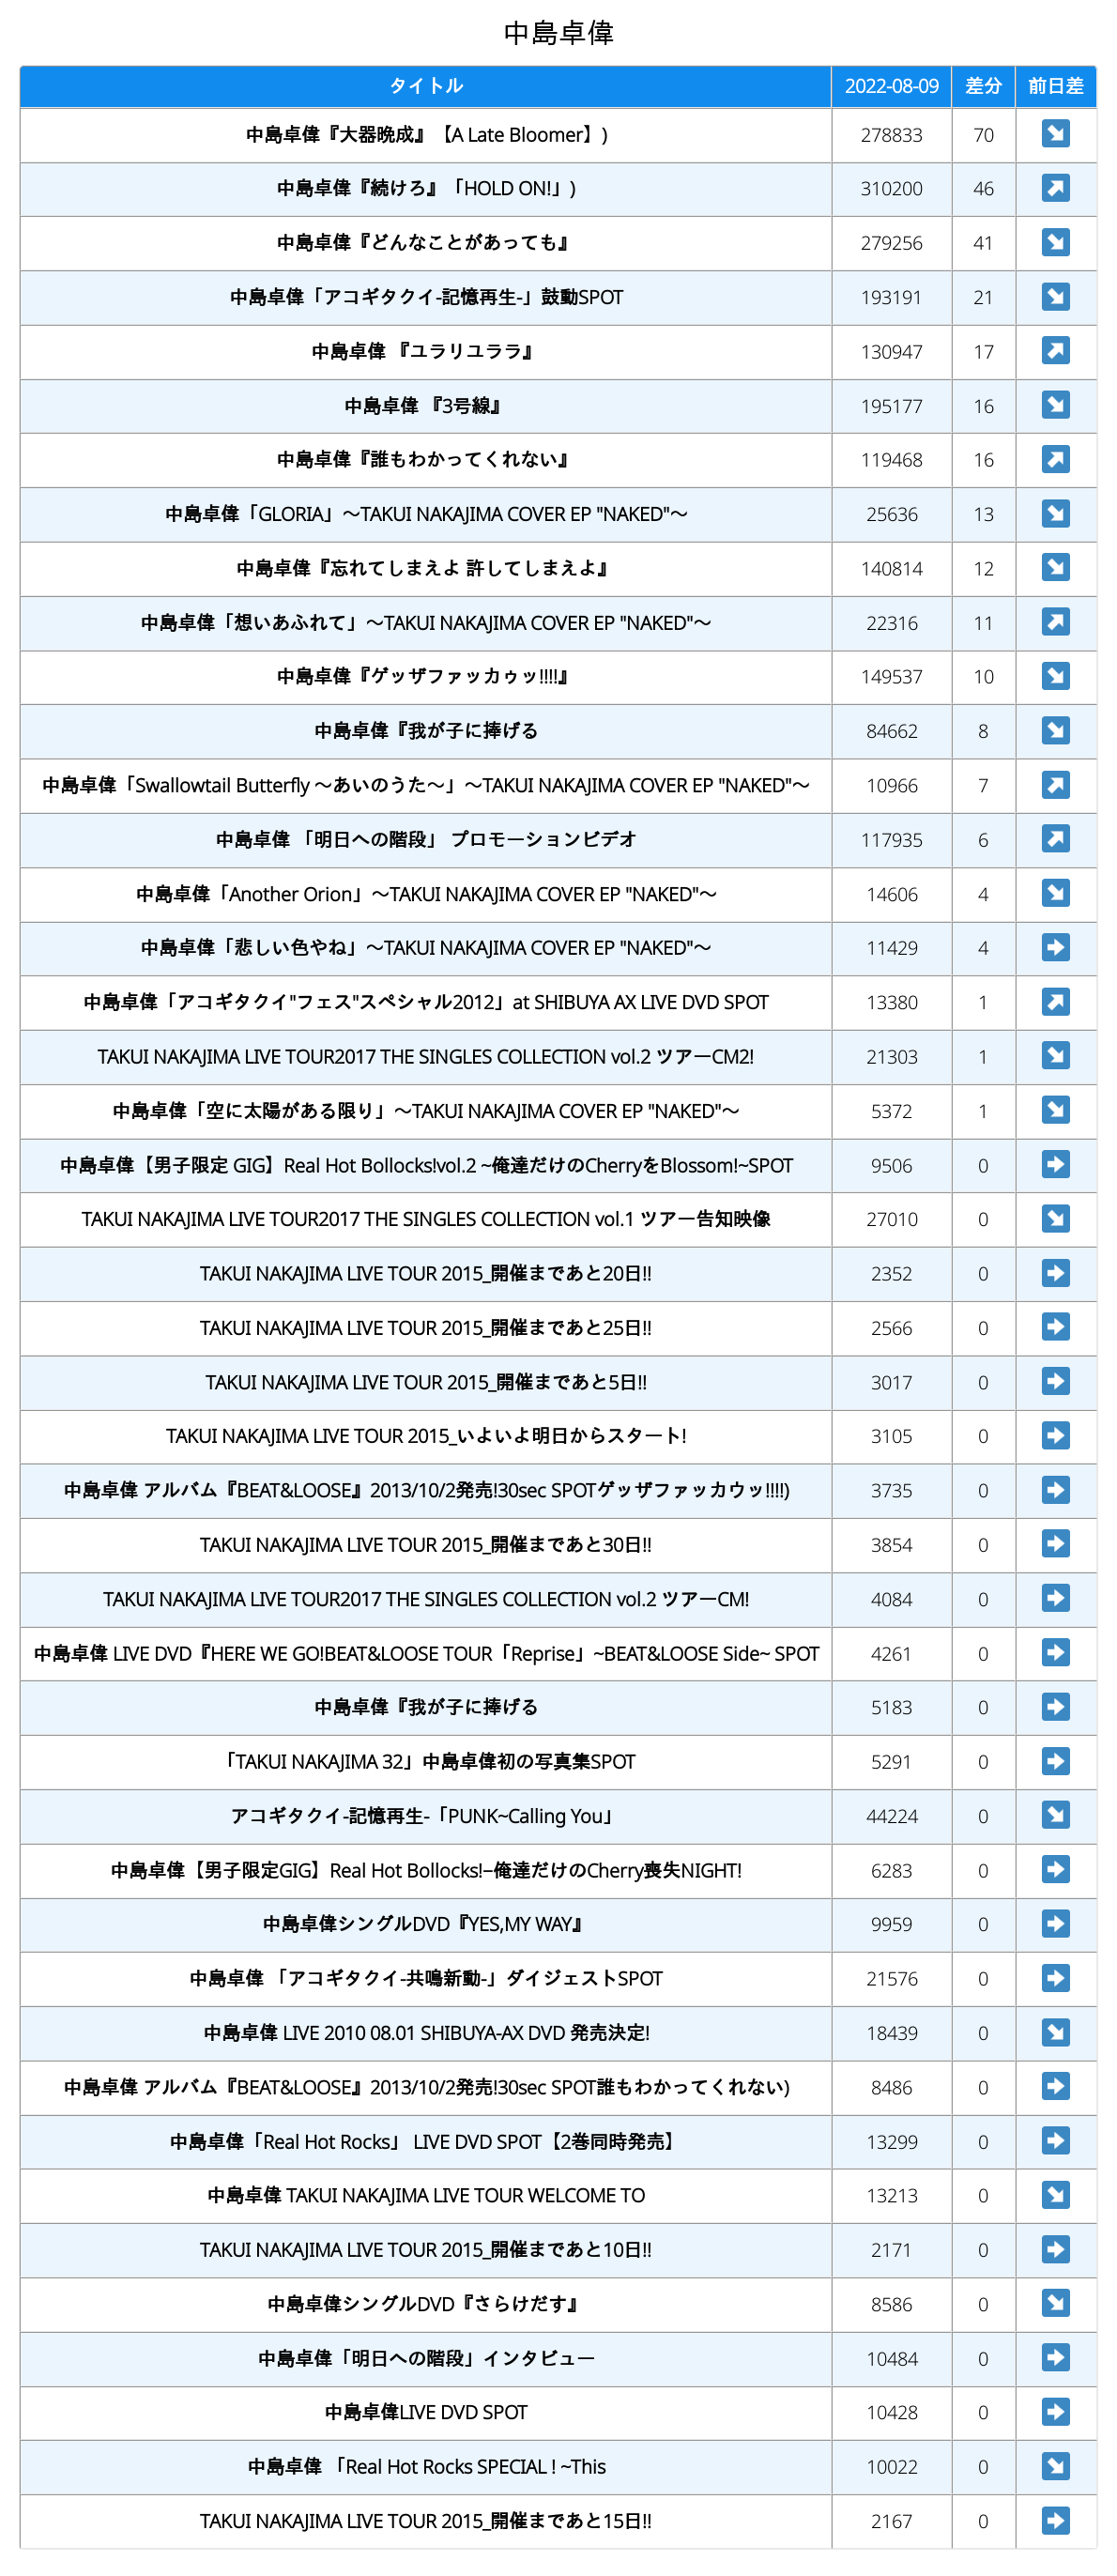 中島卓偉
タイトル 2022-08-09 差分 前日差
中島卓偉『大器晩成』【A Late Bloomer】) 278833 70 ↘
中島卓偉『続けろ』「HOLD ON!」) 310200 46 ↗
中島卓偉『どんなことがあっても』 279256 41 ↘
中島卓偉「アコギタクイ-記憶再生-」鼓動SPOT 193191 21 ↘
中島卓偉 『ユラリユララ』 130947 17 ↗
中島卓偉 『3号線』 195177 16 ↘
中島卓偉『誰もわかってくれない』 119468 16 ↗
中島卓偉「GLORIA」〜TAKUI NAKAJIMA COVER EP "NAKED"〜 25636 13 ↘
中島卓偉『忘れてしまえよ 許してしまえよ』 140814 12 ↘
中島卓偉「想いあふれて」〜TAKUI NAKAJIMA COVER EP "NAKED"〜 22316 11 ↗
中島卓偉『ゲッザファッカゥッ!!!!』 149537 10 ↘
中島卓偉『我が子に捧げる 84662 8 ↘
中島卓偉「Swallowtail Butterfly 〜あいのうた〜」〜TAKUI NAKAJIMA COVER EP "NAKED"〜 10966 7 ↗
中島卓偉 「明日への階段」 プロモーションビデオ 117935 6 ↗
中島卓偉「Another Orion」〜TAKUI NAKAJIMA COVER EP "NAKED"〜 14606 4 ↘
中島卓偉「悲しい色やね」〜TAKUI NAKAJIMA COVER EP "NAKED"〜 11429 4 →
中島卓偉「アコギタクイ"フェス"スペシャル2012」at SHIBUYA AX LIVE DVD SPOT 13380 1 ↗
TAKUI NAKAJIMA LIVE TOUR2017 THE SINGLES COLLECTION vol.2 ツアーCM2! 21303 1 ↘
中島卓偉「空に太陽がある限り」〜TAKUI NAKAJIMA COVER EP "NAKED"〜 5372 1 ↘
中島卓偉【男子限定 GIG】Real Hot Bollocks!vol.2 ~俺達だけのCherryをBlossom!~SPOT 9506 0 →
TAKUI NAKAJIMA LIVE TOUR2017 THE SINGLES COLLECTION vol.1 ツアー告知映像 27010 0 ↘
TAKUI NAKAJIMA LIVE TOUR 2015_開催まであと20日!! 2352 0 →
TAKUI NAKAJIMA LIVE TOUR 2015_開催まであと25日!! 2566 0 →
TAKUI NAKAJIMA LIVE TOUR 2015_開催まであと5日!! 3017 0 →
TAKUI NAKAJIMA LIVE TOUR 2015_いよいよ明日からスタート! 3105 0 →
中島卓偉 アルバム『BEAT&LOOSE』2013/10/2発売!30sec SPOTゲッザファッカウッ!!!!) 3735 0 →
TAKUI NAKAJIMA LIVE TOUR 2015_開催まであと30日!! 3854 0 →
TAKUI NAKAJIMA LIVE TOUR2017 THE SINGLES COLLECTION vol.2 ツアーCM! 4084 0 →
中島卓偉 LIVE DVD『HERE WE GO!BEAT&LOOSE TOUR「Reprise」~BEAT&LOOSE Side~ SPOT 4261 0 →
中島卓偉『我が子に捧げる 5183 0 →
「TAKUI NAKAJIMA 32」中島卓偉初の写真集SPOT 5291 0 →
アコギタクイ-記憶再生-「PUNK~Calling You」 44224 0 ↘
中島卓偉【男子限定GIG】Real Hot Bollocks!−俺達だけのCherry喪失NIGHT! 6283 0 →
中島卓偉シングルDVD『YES,MY WAY』 9959 0 →
中島卓偉 「アコギタクイ-共鳴新動-」ダイジェストSPOT 21576 0 →
中島卓偉 LIVE 2010 08.01 SHIBUYA-AX DVD 発売決定! 18439 0 ↘
中島卓偉 アルバム『BEAT&LOOSE』2013/10/2発売!30sec SPOT誰もわかってくれない) 8486 0 →
中島卓偉「Real Hot Rocks」 LIVE DVD SPOT【2巻同時発売】 13299 0 →
中島卓偉 TAKUI NAKAJIMA LIVE TOUR WELCOME TO 13213 0 ↘
TAKUI NAKAJIMA LIVE TOUR 2015_開催まであと10日!! 2171 0 →
中島卓偉シングルDVD『さらけだす』 8586 0 ↘
中島卓偉「明日への階段」インタビュー 10484 0 →
中島卓偉LIVE DVD SPOT 10428 0 →
中島卓偉 「Real Hot Rocks SPECIAL ! ~This 10022 0 ↘
TAKUI NAKAJIMA LIVE TOUR 2015_開催まであと15日!! 2167 0 →